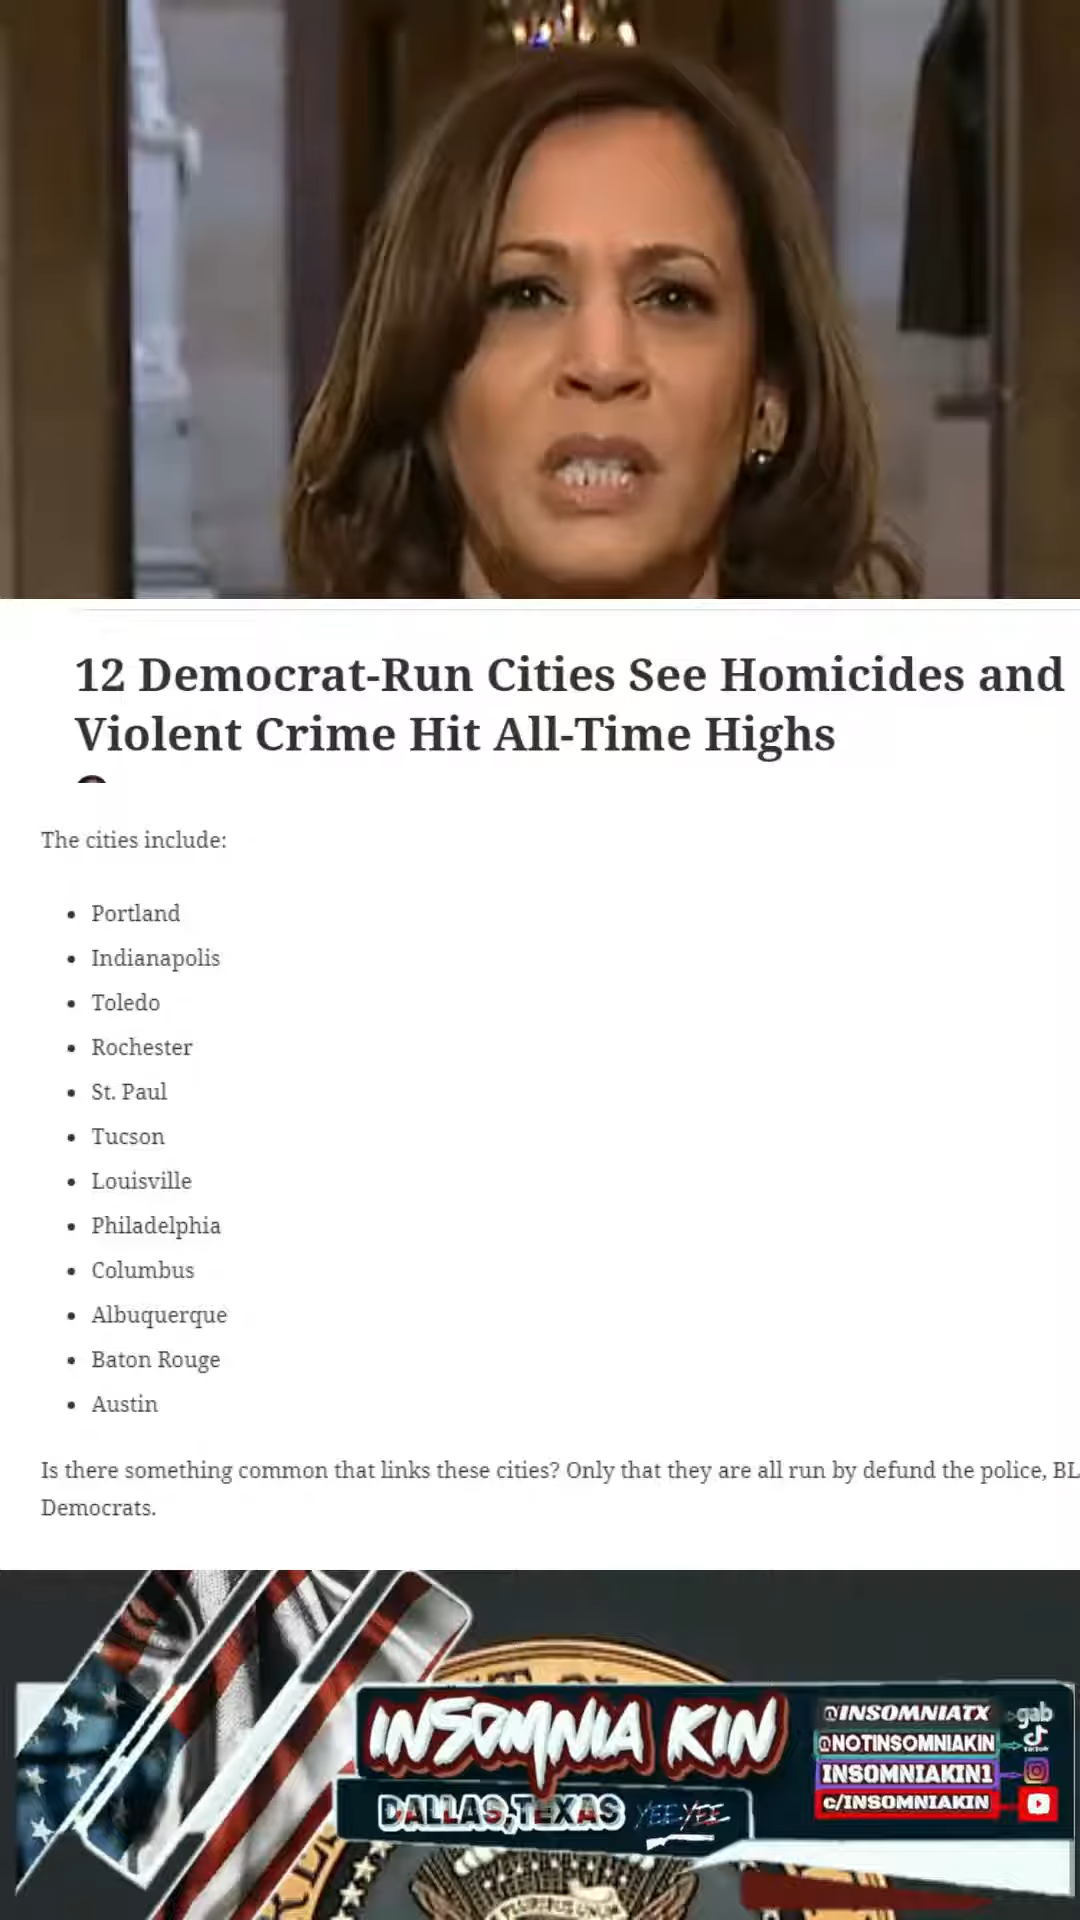 12 Democrat-Run Cities See Homicides and
Violent Crime Hit All-Time Highs
The cities include:
• Portland
• Indianapolis
• Toledo
• Rochester
• St. Paul
• Tucson
• Louisville
• Philadelphia
• Columbus
• Albuquerque
• Baton Rouge
• Austin
Is there something common that links these cities? Only that they are all run by defund the police, BL
Democrats.
INSOMNIA KIN
DALLAS,TEXAS YEE YEE
@INSOMNIATX gab
@NOTINSOMNIAKIN TikTok
INSOMNIAKIN1
C/INSOMNIAKIN